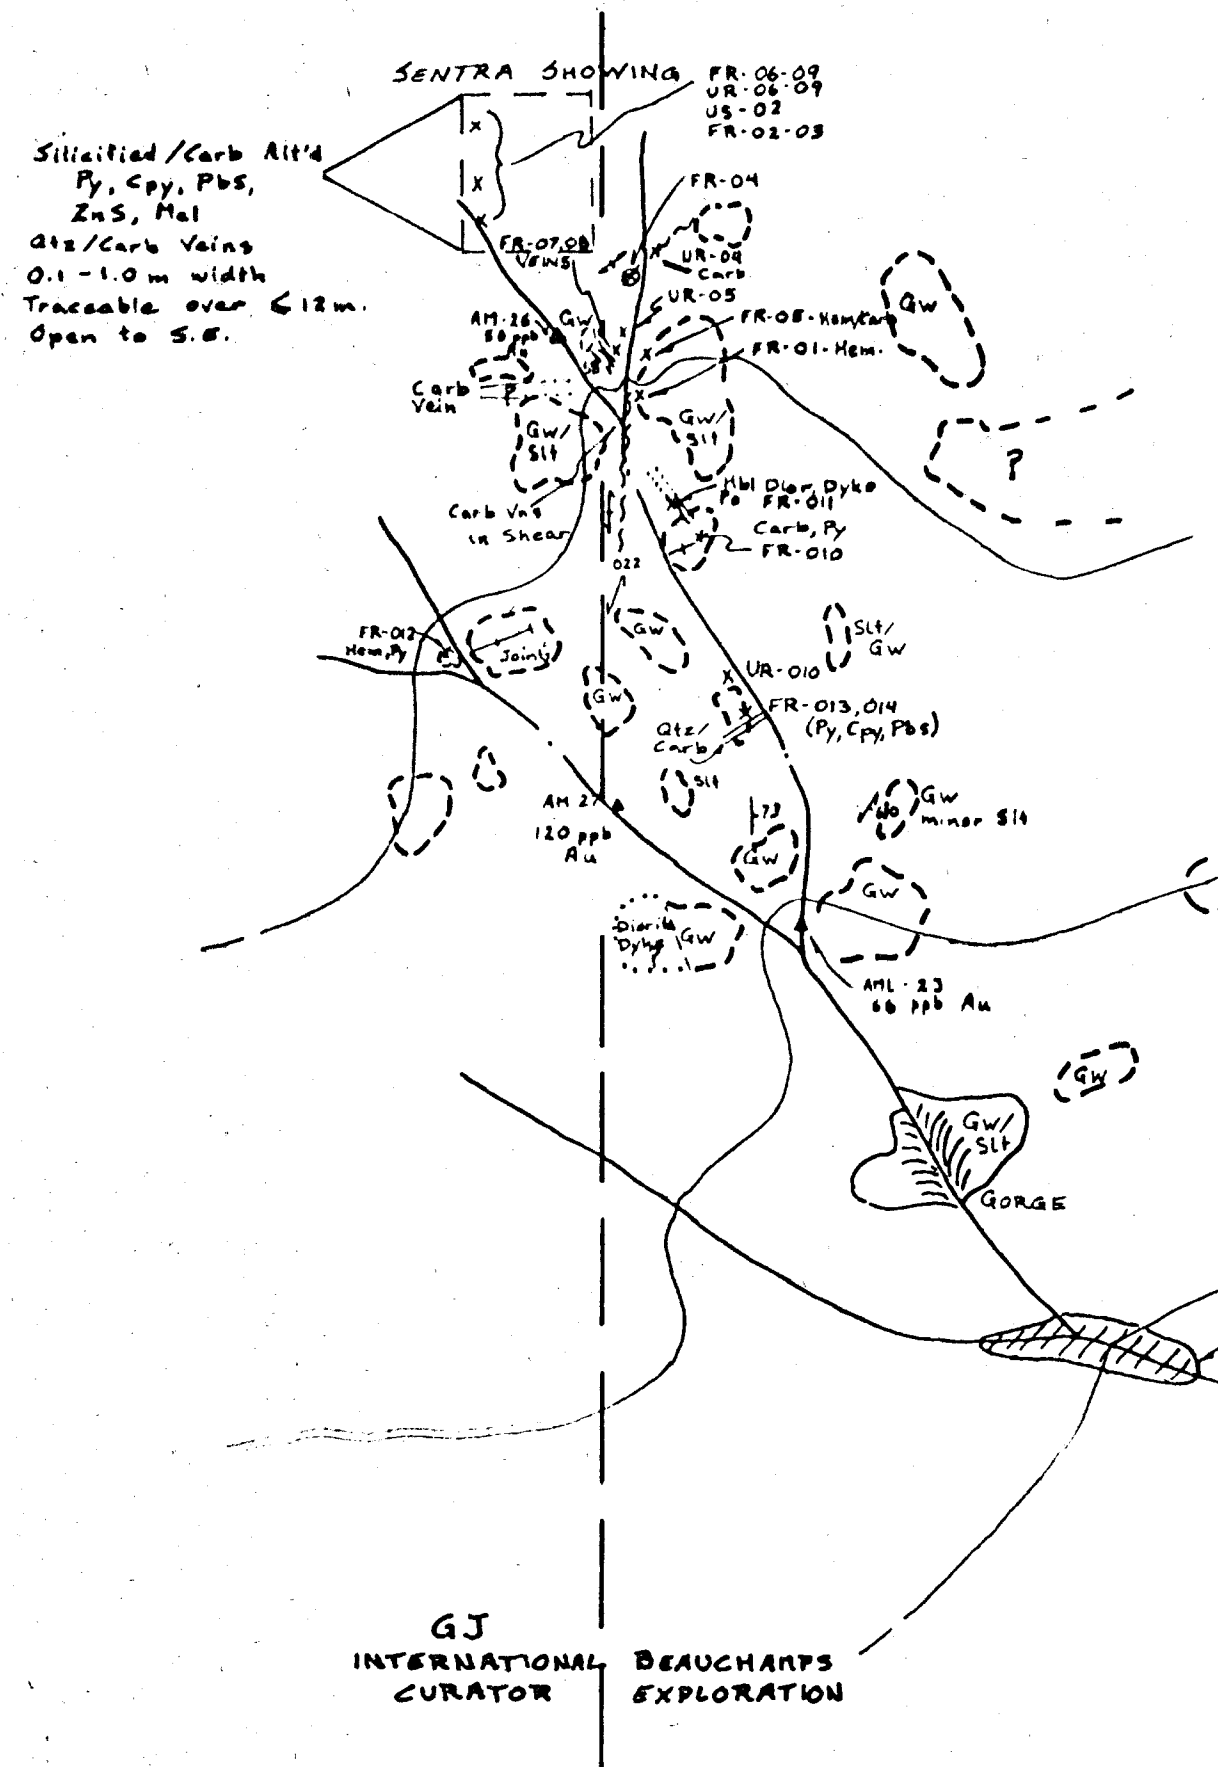 SENTRA SHOWING
FR-06-09
UR-06-09
US-02
FR-02-03
Silicified/Carb Alt'd
Py, Cpy, PbS,
ZnS, Mal
Qtz/Carb Veins
0.1-1.0 m width
Traceable over ≤ 12 m.
Open to S.E.
FR-04
FR-07,08
VEINS
UR-09
Carb
UR-05
Gw
AM-26
Au
Gw
FR-05-Hem/Carb
FR-01-Hem.
Carb
Vein
P
Gw/
Slt
Gw/
Slt
?
Hbl Dior. Dyke
Po FR-011
Carb, Py
FR-010
Carb Vns
in Shear
022
FR-012
Hem, Py
Joints
Gw
Slt/
Gw
Gw
UR-010
FR-013,014
(Py, Cpy, Pbs)
Qtz/
Carb
Slt
73
Gw
Gw
minor Slt
AM-27
120 ppb
Au
Gw
Diorite
Dyke
Gw
AML-23
66 ppb Au
Gw
Gw/
Slt
GORGE
GJ
INTERNATIONAL
CURATOR
BEAUCHAMPS
EXPLORATION